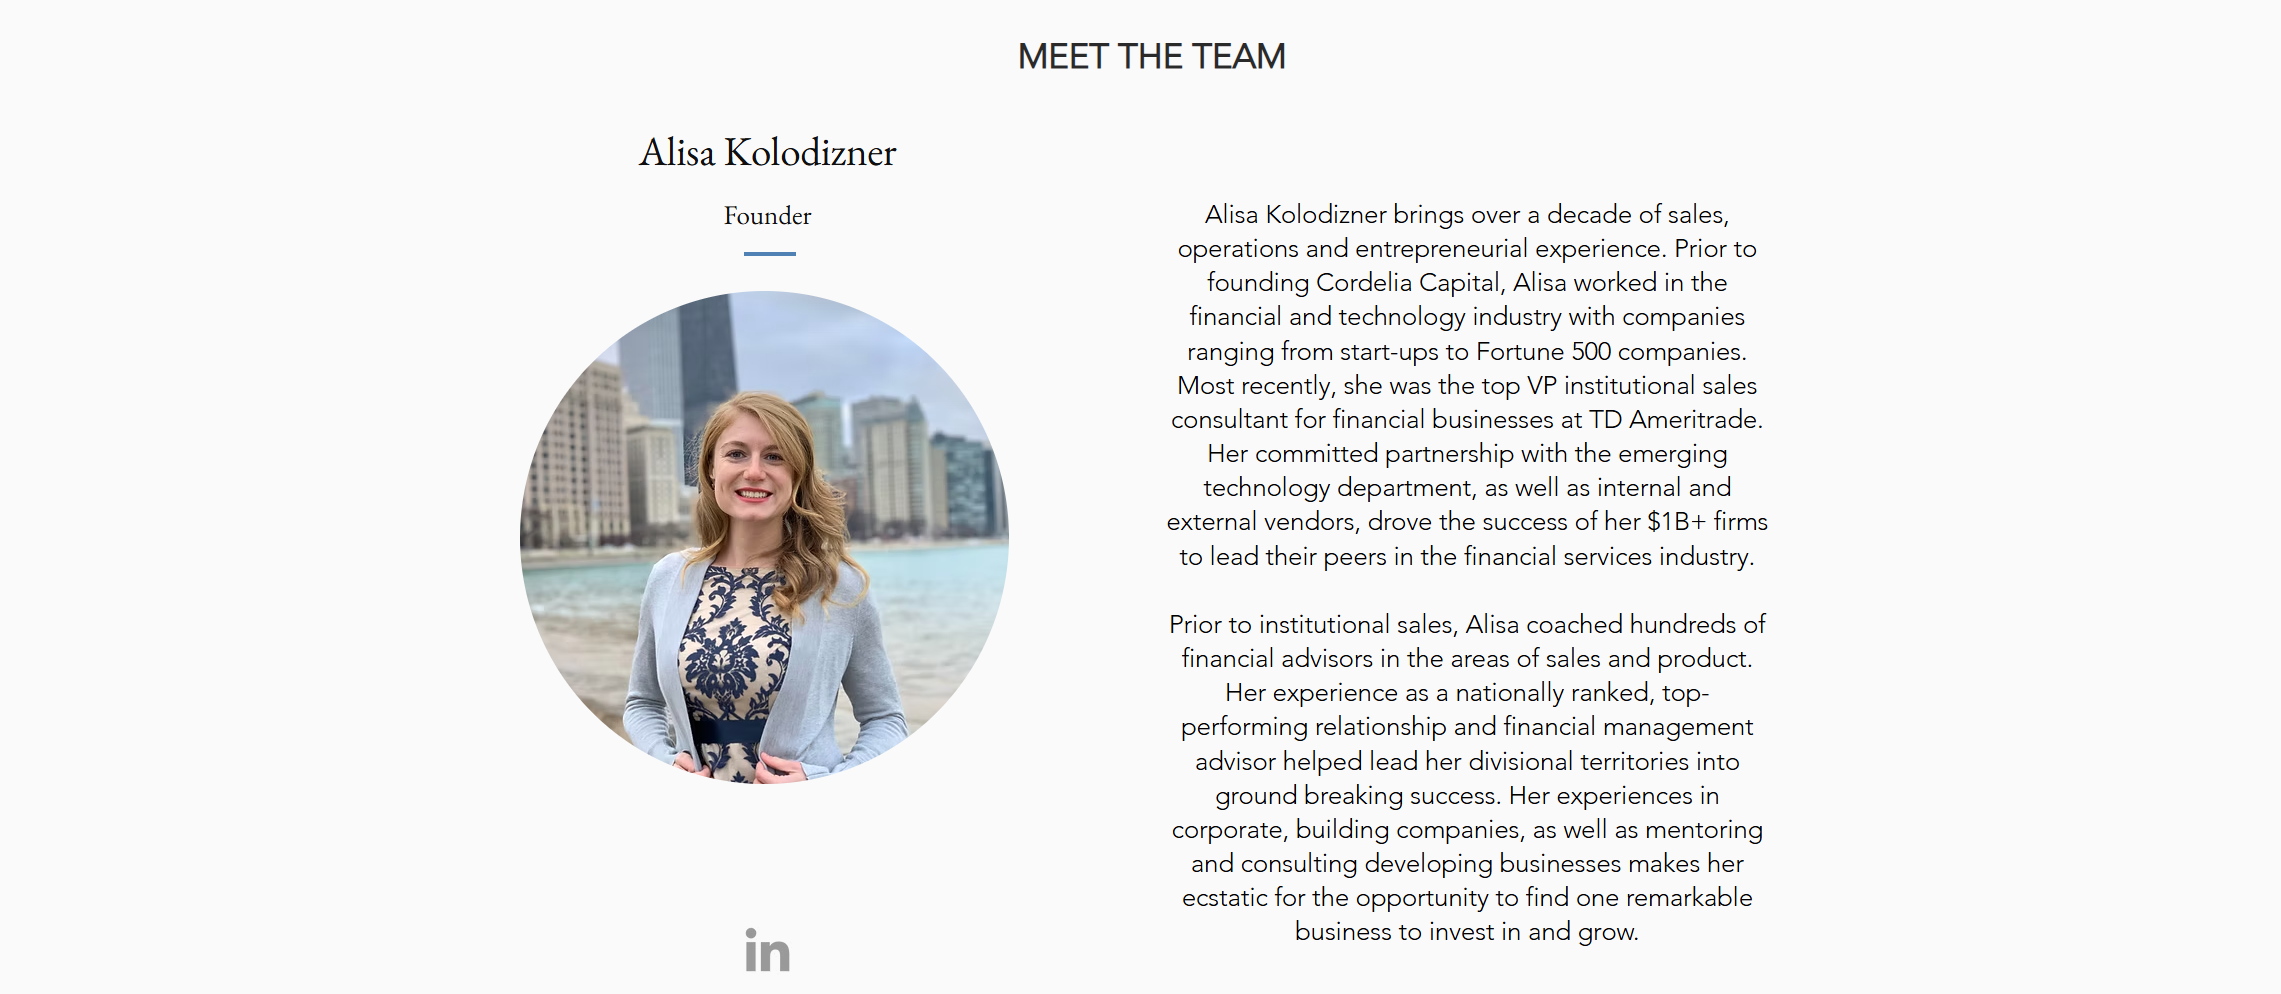 MEET THE TEAM
Alisa Kolodizner
Founder
Alisa Kolodizner brings over a decade of sales,
operations and entrepreneurial experience. Prior to
founding Cordelia Capital, Alisa worked in the
financial and technology industry with companies
ranging from start-ups to Fortune 500 companies.
Most recently, she was the top VP institutional sales
consultant for financial businesses at TD Ameritrade.
Her committed partnership with the emerging
technology department, as well as internal and
external vendors, drove the success of her $1B+ firms
to lead their peers in the financial services industry.
Prior to institutional sales, Alisa coached hundreds of
financial advisors in the areas of sales and product.
Her experience as a nationally ranked, top-
performing relationship and financial management
advisor helped lead her divisional territories into
ground breaking success. Her experiences in
corporate, building companies, as well as mentoring
and consulting developing businesses makes her
ecstatic for the opportunity to find one remarkable
business to invest in and grow.
in